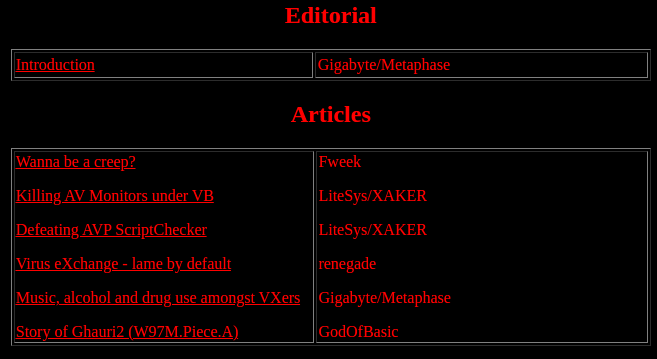 Editorial
Introduction Gigabyte/Metaphase
Articles
Wanna be a creep? Fweek
Killing AV Monitors under VB LiteSys/XAKER
Defeating AVP ScriptChecker LiteSys/XAKER
Virus eXchange - lame by default renegade
Music, alcohol and drug use amongst VXers Gigabyte/Metaphase
Story of Ghauri2 (W97M.Piece.A) GodOfBasic